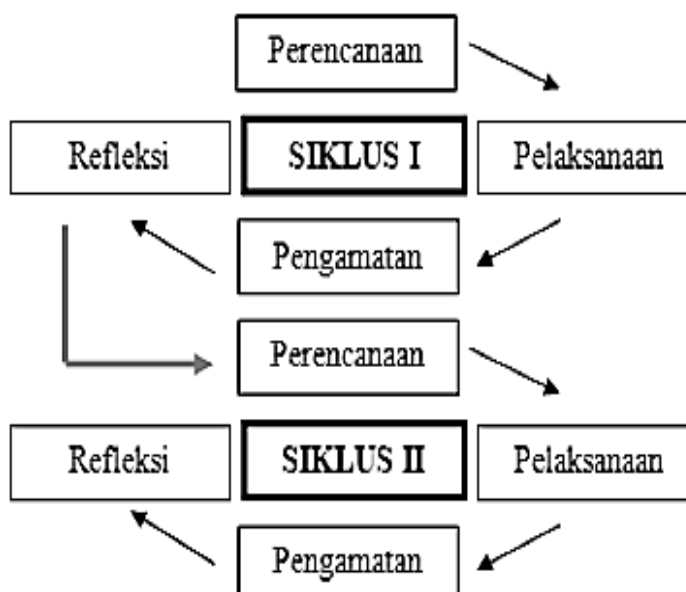 Perencanaan
Refleksi
SIKLUS I
Pelaksanaan
Pengamatan
Perencanaan
Refleksi
SIKLUS II
Pelaksanaan
Pengamatan